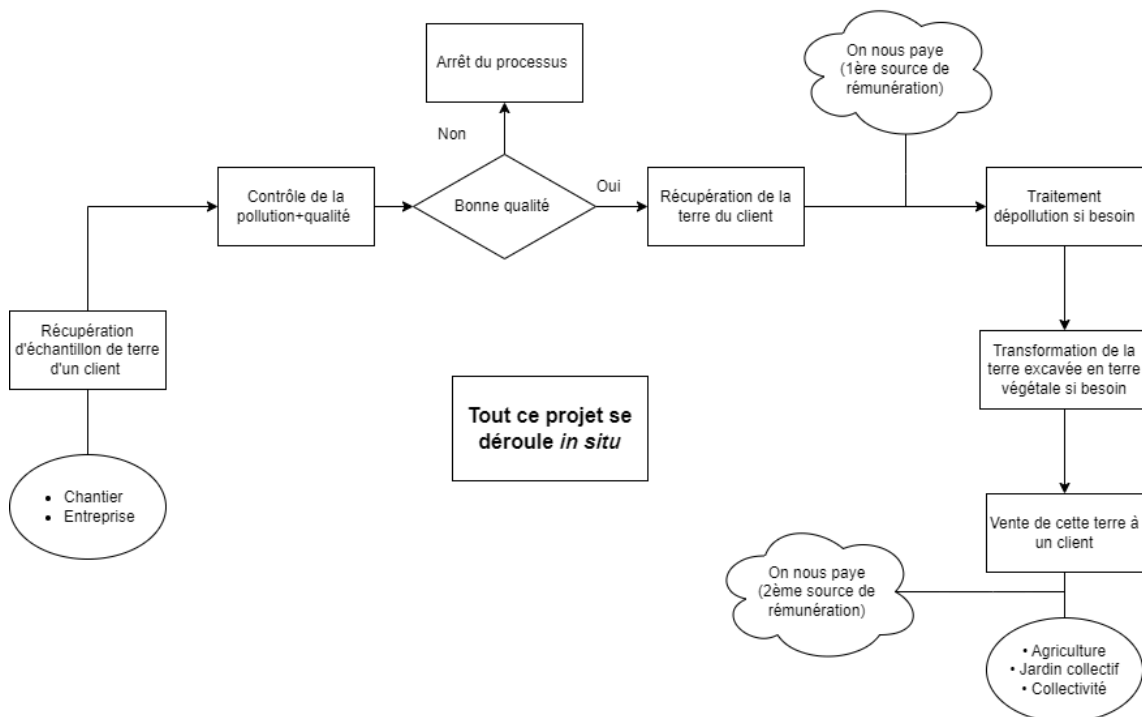 On nous paye
(1ère source de
rémunération)
Arrêt du processus
Non
Contrôle de la
pollution+qualité
Bonne qualité
Oui
Récupération de la
terre du client
Traitement
dépollution si besoin
Récupération
d'échantillon de terre
d'un client
Transformation de la
terre excavée en terre
végétale si besoin
Tout ce projet se
déroule in situ
• Chantier
• Entreprise
Vente de cette terre à
un client
On nous paye
(2ème source de
rémunération)
• Agriculture
• Jardin collectif
• Collectivité